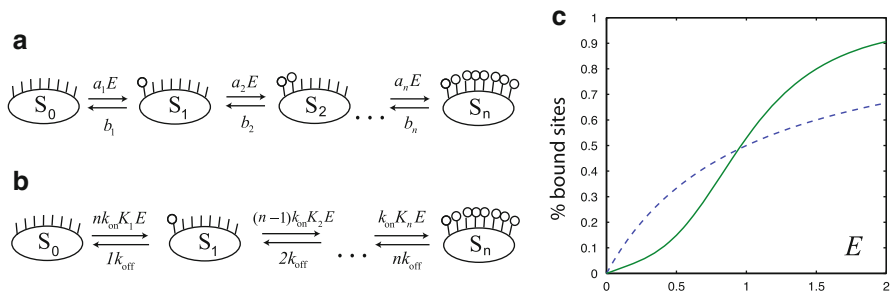 a
S₀ a₁E b₁ S₁ a₂E b₂ S₂ ... aₙE bₙ Sₙ
b
S₀ nkₒₙK₁E 1kₒff S₁ (n−1)kₒₙK₂E 2kₒff ... kₒₙKₙE nkₒff Sₙ
c
% bound sites
1
0.9
0.8
0.7
0.6
0.5
0.4
0.3
0.2
0.1
0
0 0.5 1 1.5 2
E